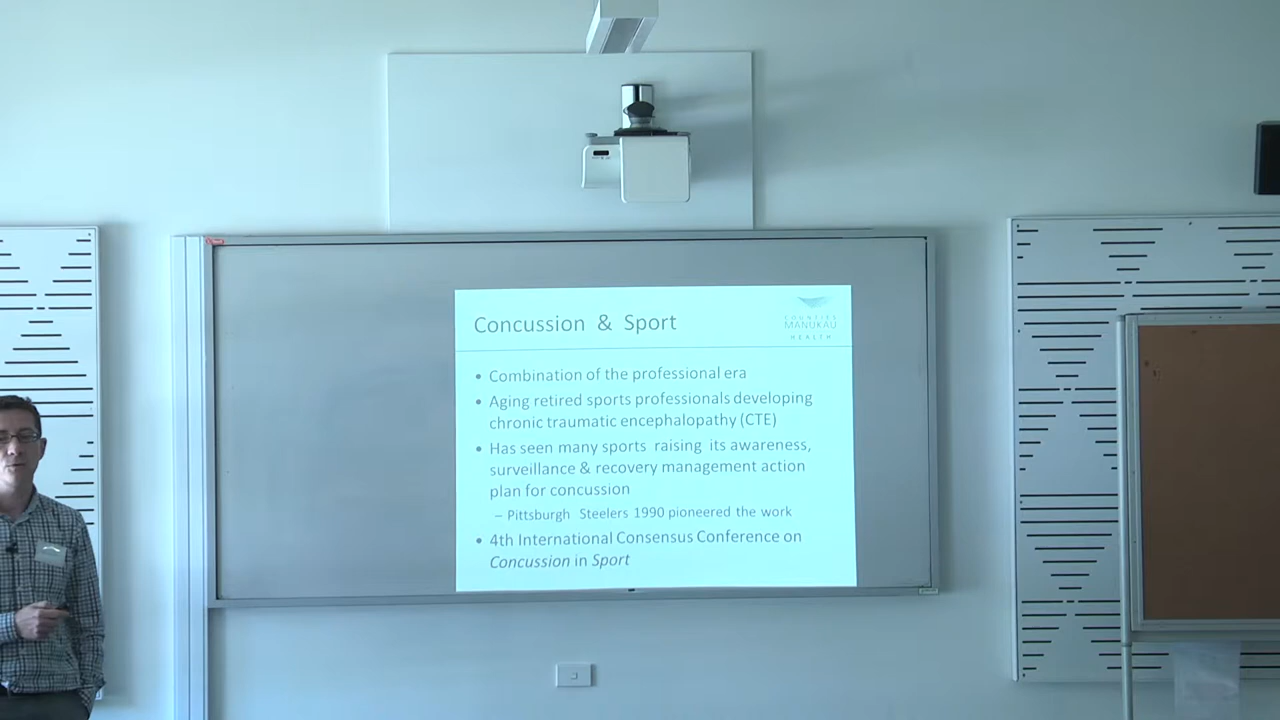 Concussion & Sport
COUNTIES
MANUKAU
HEALTH
• Combination of the professional era
• Aging retired sports professionals developing
chronic traumatic encephalopathy (CTE)
• Has seen many sports raising its awareness,
surveillance & recovery management action
plan for concussion
– Pittsburgh Steelers 1990 pioneered the work
• 4th International Consensus Conference on
Concussion in Sport